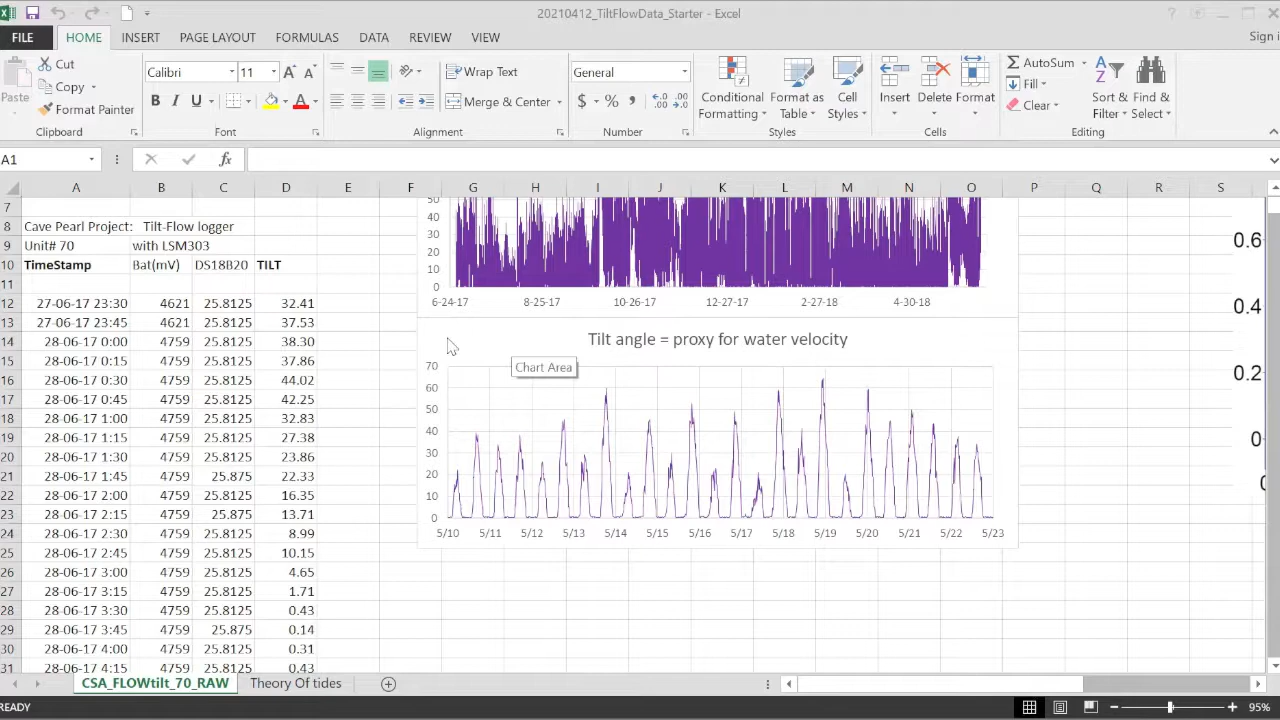 20210412_TiltFlowData_Starter - Excel
FILE HOME INSERT PAGE LAYOUT FORMULAS DATA REVIEW VIEW Sign i
Paste Cut Copy Format Painter
Calibri 11 Wrap Text General
B I U Merge & Center $ % ,
Conditional Formatting Format as Table Cell Styles
Insert Delete Format
AutoSum Fill Clear Sort & Filter Find & Select
Clipboard Font Alignment Number Styles Cells Editing
A1 fx
A B C D E F G H I J K L M N O P Q R S
7
8 Cave Pearl Project: Tilt-Flow logger
9 Unit# 70 with LSM303
10 TimeStamp Bat(mV) DS18B20 TILT
11
12 27-06-17 23:30 4621 25.8125 32.41
13 27-06-17 23:45 4621 25.8125 37.53
14 28-06-17 0:00 4759 25.8125 38.30
15 28-06-17 0:15 4759 25.8125 37.86
16 28-06-17 0:30 4759 25.8125 44.02
17 28-06-17 0:45 4759 25.8125 42.25
18 28-06-17 1:00 4759 25.8125 32.83
19 28-06-17 1:15 4759 25.8125 27.38
20 28-06-17 1:30 4759 25.8125 23.86
21 28-06-17 1:45 4759 25.875 22.33
22 28-06-17 2:00 4759 25.8125 16.35
23 28-06-17 2:15 4759 25.875 13.71
24 28-06-17 2:30 4759 25.8125 8.99
25 28-06-17 2:45 4759 25.8125 10.15
26 28-06-17 3:00 4759 25.8125 4.65
27 28-06-17 3:15 4759 25.8125 1.71
28 28-06-17 3:30 4759 25.8125 0.43
29 28-06-17 3:45 4759 25.875 0.14
30 28-06-17 4:00 4759 25.8125 0.31
31 28-06-17 4:15 4759 25.8125 0.43
50
40
30
20
10
0
6-24-17 8-25-17 10-26-17 12-27-17 2-27-18 4-30-18
Tilt angle = proxy for water velocity
Chart Area
70
60
50
40
30
20
10
0
5/10 5/11 5/12 5/13 5/14 5/15 5/16 5/17 5/18 5/19 5/20 5/21 5/22 5/23
0.6
0.4
0.2
0
CSA_FLOWtilt_70_RAW Theory Of tides
READY 95%